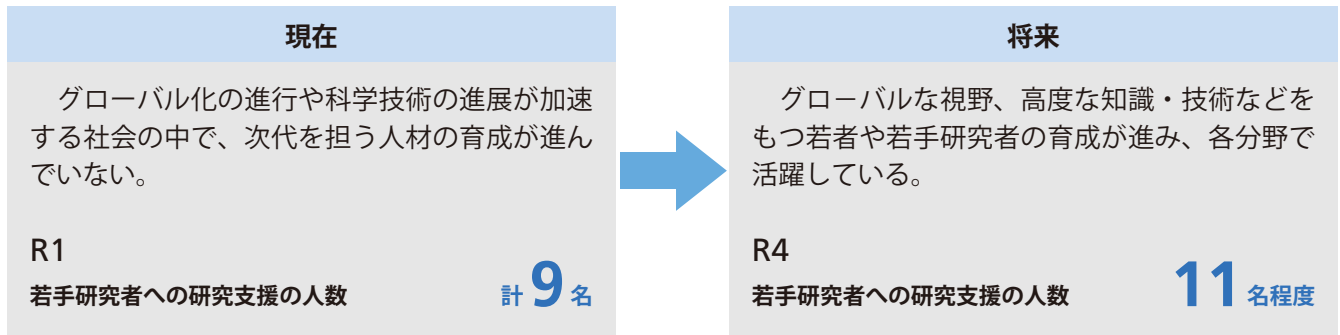 現在
　グローバル化の進行や科学技術の進展が加速
する社会の中で、次代を担う人材の育成が進ん
でいない。
R1
若手研究者への研究支援の人数 計9名
将来
　グローバルな視野、高度な知識・技術などを
もつ若者や若手研究者の育成が進み、各分野で
活躍している。
R4
若手研究者への研究支援の人数 11名程度